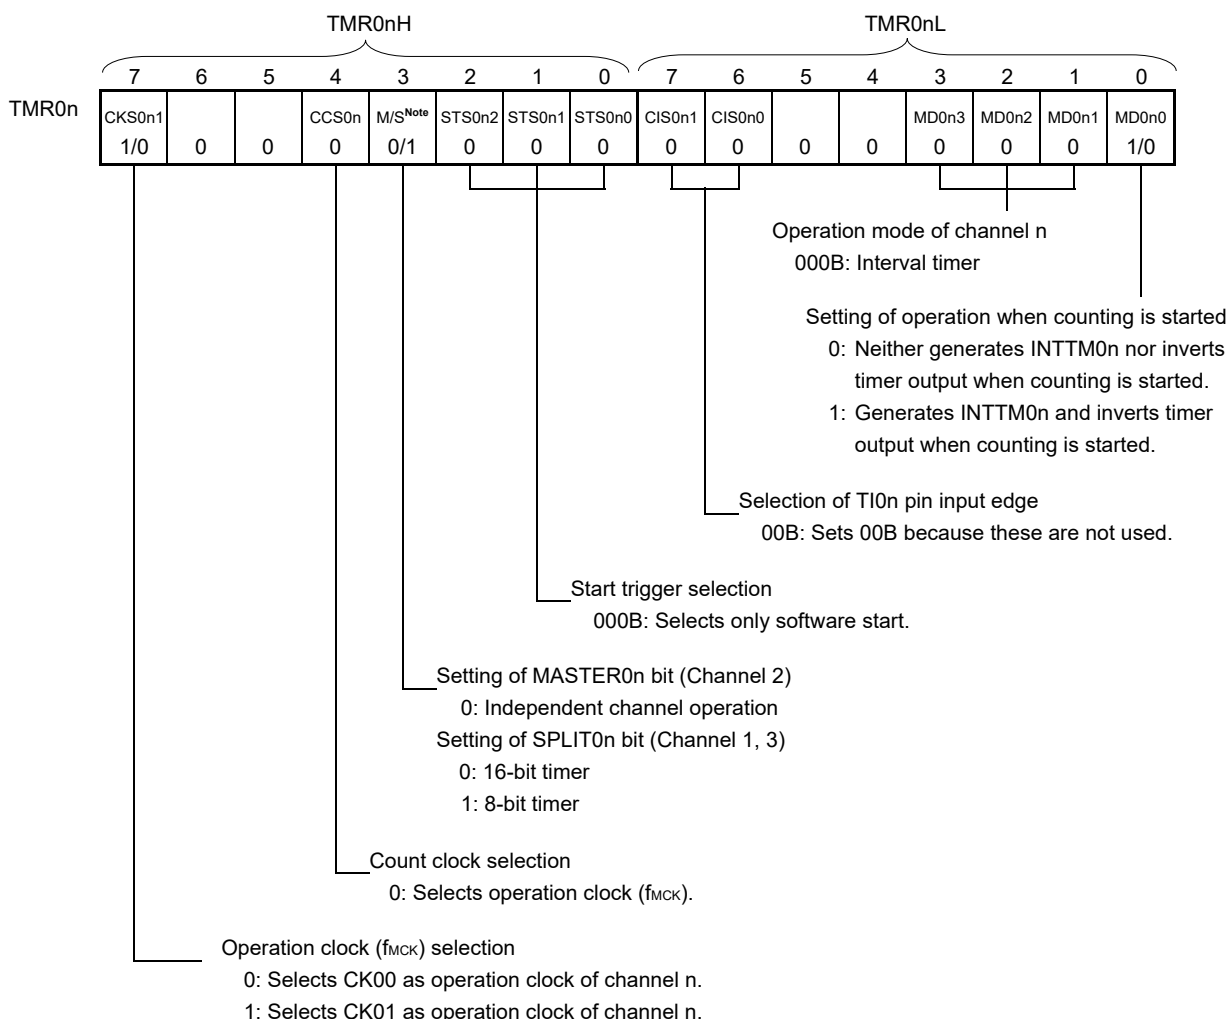 TMR0nH TMR0nL
7 6 5 4 3 2 1 0 7 6 5 4 3 2 1 0
TMR0n
CKS0n1 CCS0n M/SNote STS0n2 STS0n1 STS0n0 CIS0n1 CIS0n0 MD0n3 MD0n2 MD0n1 MD0n0
1/0 0 0 0 0/1 0 0 0 0 0 0 0 0 0 0 1/0
Operation mode of channel n
000B: Interval timer
Setting of operation when counting is started
0: Neither generates INTTM0n nor inverts
timer output when counting is started.
1: Generates INTTM0n and inverts timer
output when counting is started.
Selection of TI0n pin input edge
00B: Sets 00B because these are not used.
Start trigger selection
000B: Selects only software start.
Setting of MASTER0n bit (Channel 2)
0: Independent channel operation
Setting of SPLIT0n bit (Channel 1, 3)
0: 16-bit timer
1: 8-bit timer
Count clock selection
0: Selects operation clock (fMCK).
Operation clock (fMCK) selection
0: Selects CK00 as operation clock of channel n.
1: Selects CK01 as operation clock of channel n.